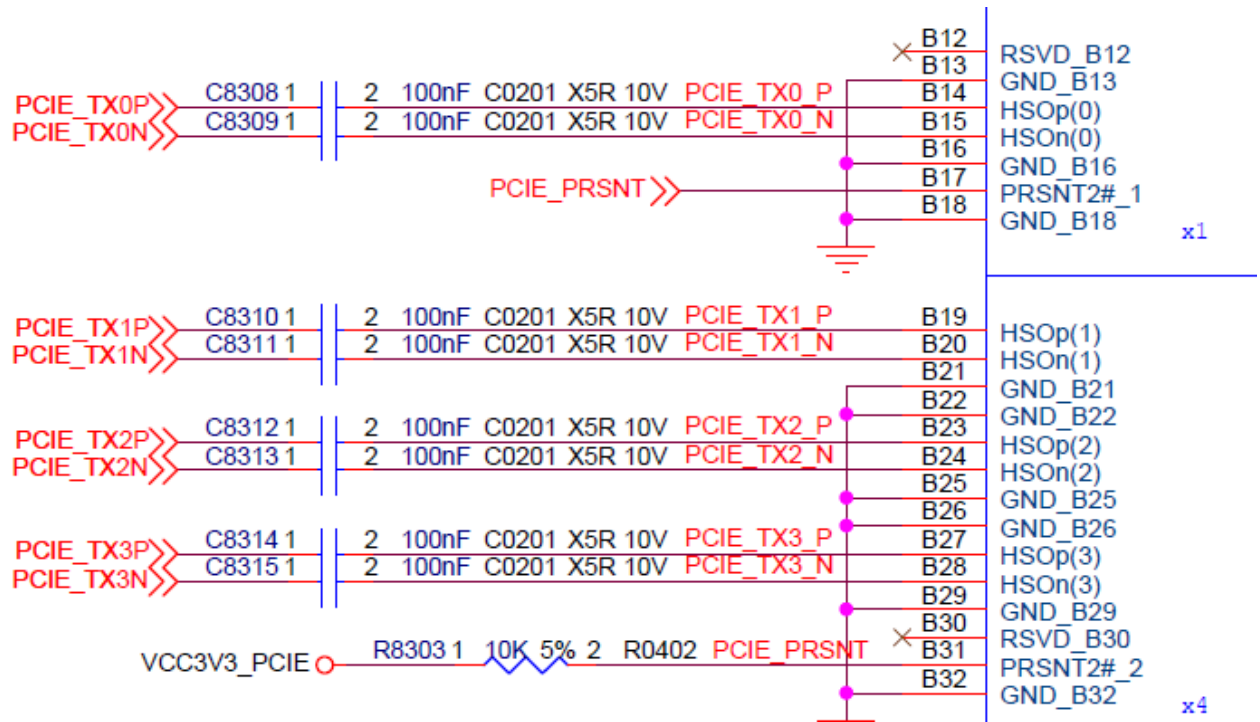 B12 RSVD_B12
B13 GND_B13
PCIE_TX0P C8308 1 2 100nF C0201 X5R 10V PCIE_TX0_P B14 HSOp(0)
PCIE_TX0N C8309 1 2 100nF C0201 X5R 10V PCIE_TX0_N B15 HSOn(0)
B16 GND_B16
PCIE_PRSNT B17 PRSNT2#_1
B18 GND_B18
x1
PCIE_TX1P C8310 1 2 100nF C0201 X5R 10V PCIE_TX1_P B19 HSOp(1)
PCIE_TX1N C8311 1 2 100nF C0201 X5R 10V PCIE_TX1_N B20 HSOn(1)
B21 GND_B21
B22 GND_B22
PCIE_TX2P C8312 1 2 100nF C0201 X5R 10V PCIE_TX2_P B23 HSOp(2)
PCIE_TX2N C8313 1 2 100nF C0201 X5R 10V PCIE_TX2_N B24 HSOn(2)
B25 GND_B25
B26 GND_B26
PCIE_TX3P C8314 1 2 100nF C0201 X5R 10V PCIE_TX3_P B27 HSOp(3)
PCIE_TX3N C8315 1 2 100nF C0201 X5R 10V PCIE_TX3_N B28 HSOn(3)
B29 GND_B29
B30 RSVD_B30
VCC3V3_PCIE R8303 1 10K 5% 2 R0402 PCIE_PRSNT B31 PRSNT2#_2
B32 GND_B32
x4